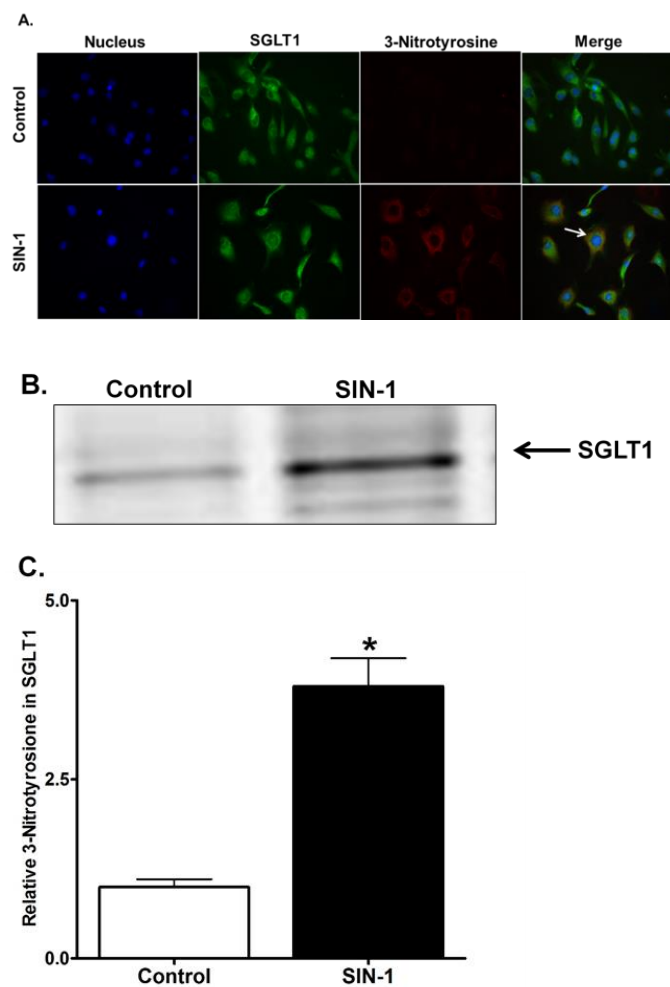 A.
Nucleus SGLT1 3-Nitrotyrosine Merge
Control
SIN-1
B. Control SIN-1
SGLT1
C.
5.0
2.5
0.0
Relative 3-Nitrotyrosione in SGLT1
*
Control SIN-1